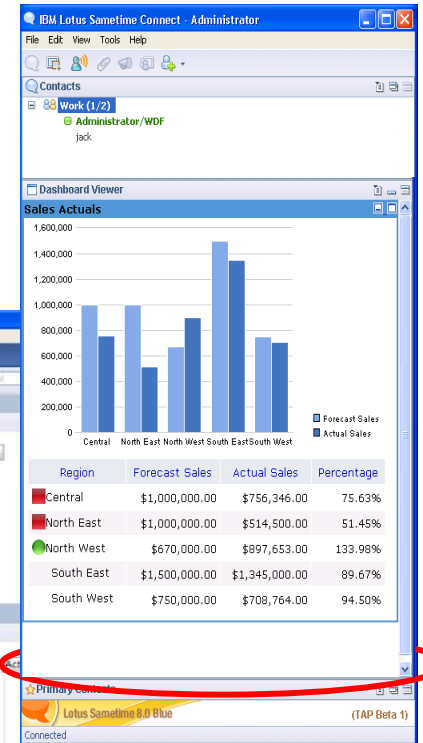 IBM Lotus Sametime Connect - Administrator
File Edit View Tools Help
Contacts
Work (1/2)
Administrator/WDF
jack
Dashboard Viewer
Sales Actuals
1,600,000
1,400,000
1,200,000
1,000,000
800,000
600,000
400,000
200,000
0
Central North East North West South East South West
Forecast Sales
Actual Sales
Region Forecast Sales Actual Sales Percentage
Central $1,000,000.00 $756,346.00 75.63%
North East $1,000,000.00 $514,500.00 51.45%
North West $670,000.00 $897,653.00 133.98%
South East $1,500,000.00 $1,345,000.00 89.67%
South West $750,000.00 $708,764.00 94.50%
Primary Contacts
Lotus Sametime 8.0 Blue (TAP Beta 1)
Connected